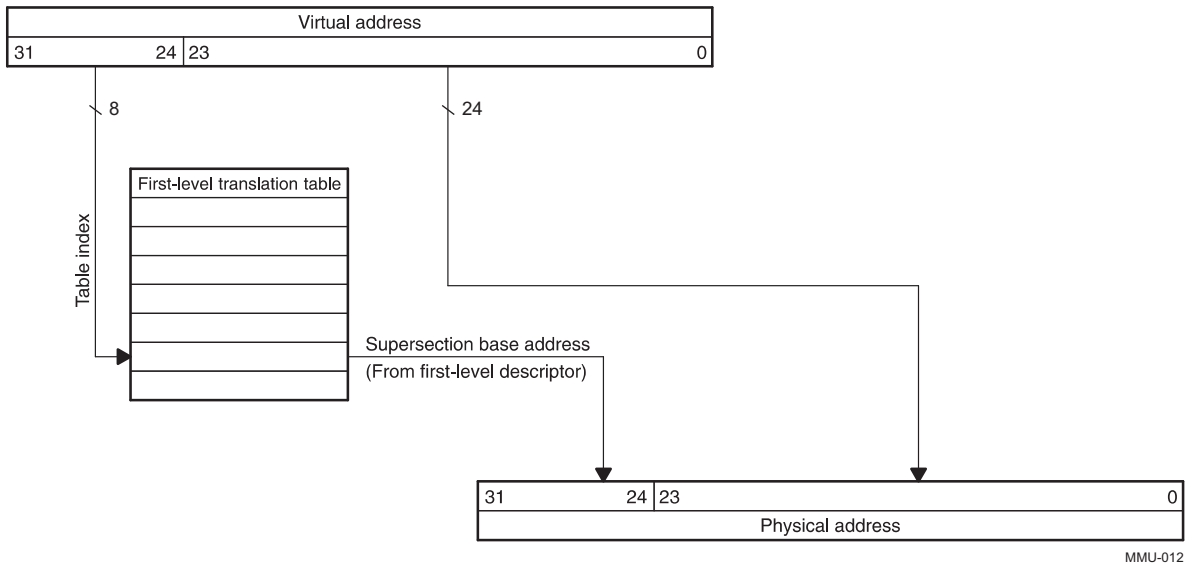 Virtual address
31 24 23 0
8 24
First-level translation table
Table index
Supersection base address
(From first-level descriptor)
31 24 23 0
Physical address
MMU-012